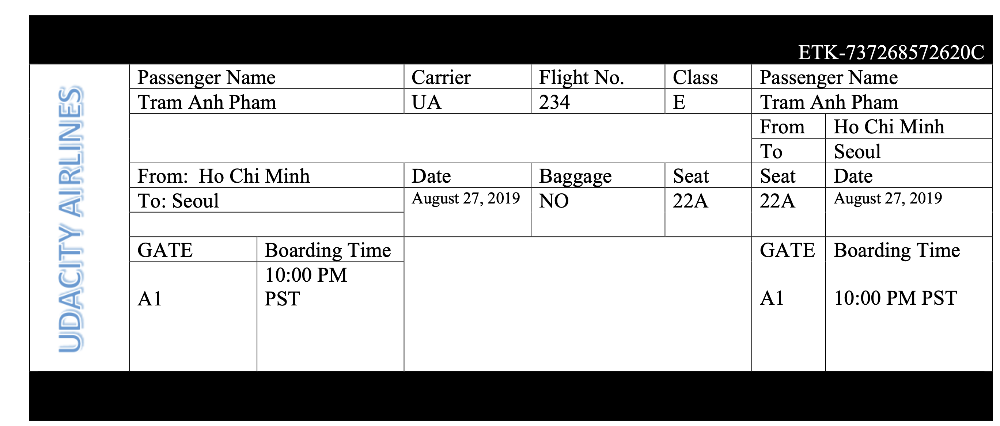 ETK-737268572620C
UDACITY AIRLINES
Passenger Name Carrier Flight No. Class Passenger Name
Tram Anh Pham UA 234 E Tram Anh Pham
From Ho Chi Minh
To Seoul
From: Ho Chi Minh Date Baggage Seat Seat Date
To: Seoul August 27, 2019 NO 22A 22A August 27, 2019
GATE Boarding Time GATE Boarding Time
10:00 PM
A1 PST A1 10:00 PM PST